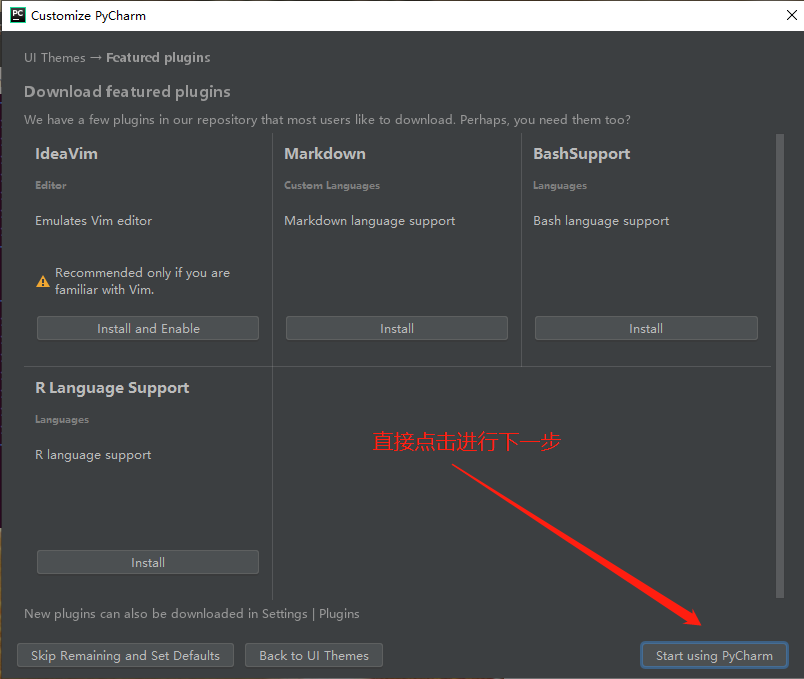 Customize PyCharm
UI Themes → Featured plugins
Download featured plugins
We have a few plugins in our repository that most users like to download. Perhaps, you need them too?
IdeaVim
Editor
Emulates Vim editor
Recommended only if you are
familiar with Vim.
Install and Enable
Markdown
Custom Languages
Markdown language support
Install
BashSupport
Languages
Bash language support
Install
R Language Support
Languages
R language support
Install
直接点击进行下一步
New plugins can also be downloaded in Settings | Plugins
Skip Remaining and Set Defaults
Back to UI Themes
Start using PyCharm